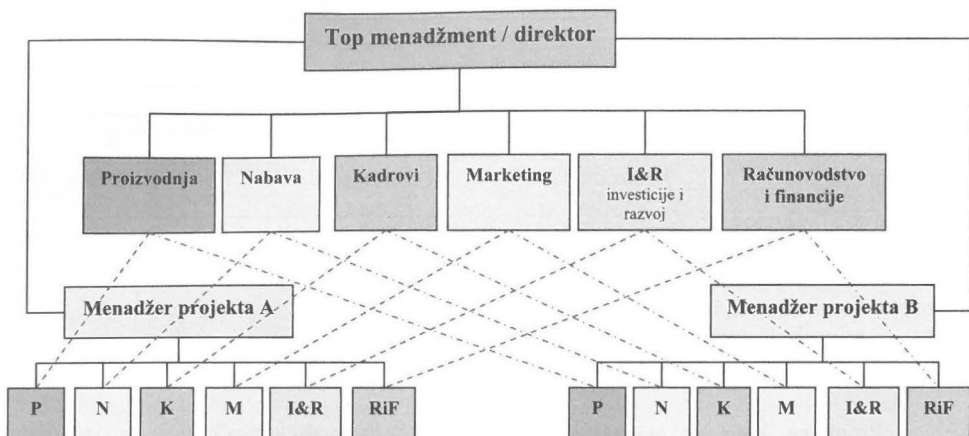 Top menadžment / direktor
Proizvodnja
Nabava
Kadrovi
Marketing
I&R
investicije i
razvoj
Računovodstvo
i financije
Menadžer projekta A
Menadžer projekta B
P
N
K
M
I&R
RiF
P
N
K
M
I&R
RiF